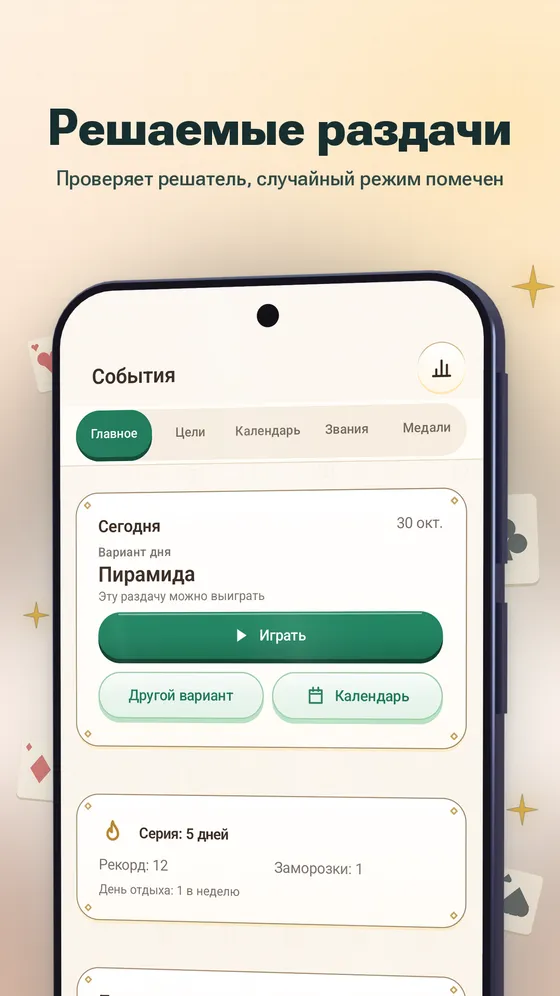 Решаемые раздачи
Проверяет решатель, случайный режим помечен
События
Главное Цели Календарь Звания Медали
Сегодня 30 окт.
Вариант дня
Пирамида
Эту раздачу можно выиграть
Играть
Другой вариант Календарь
Серия: 5 дней
Рекорд: 12 Заморозки: 1
День отдыха: 1 в неделю